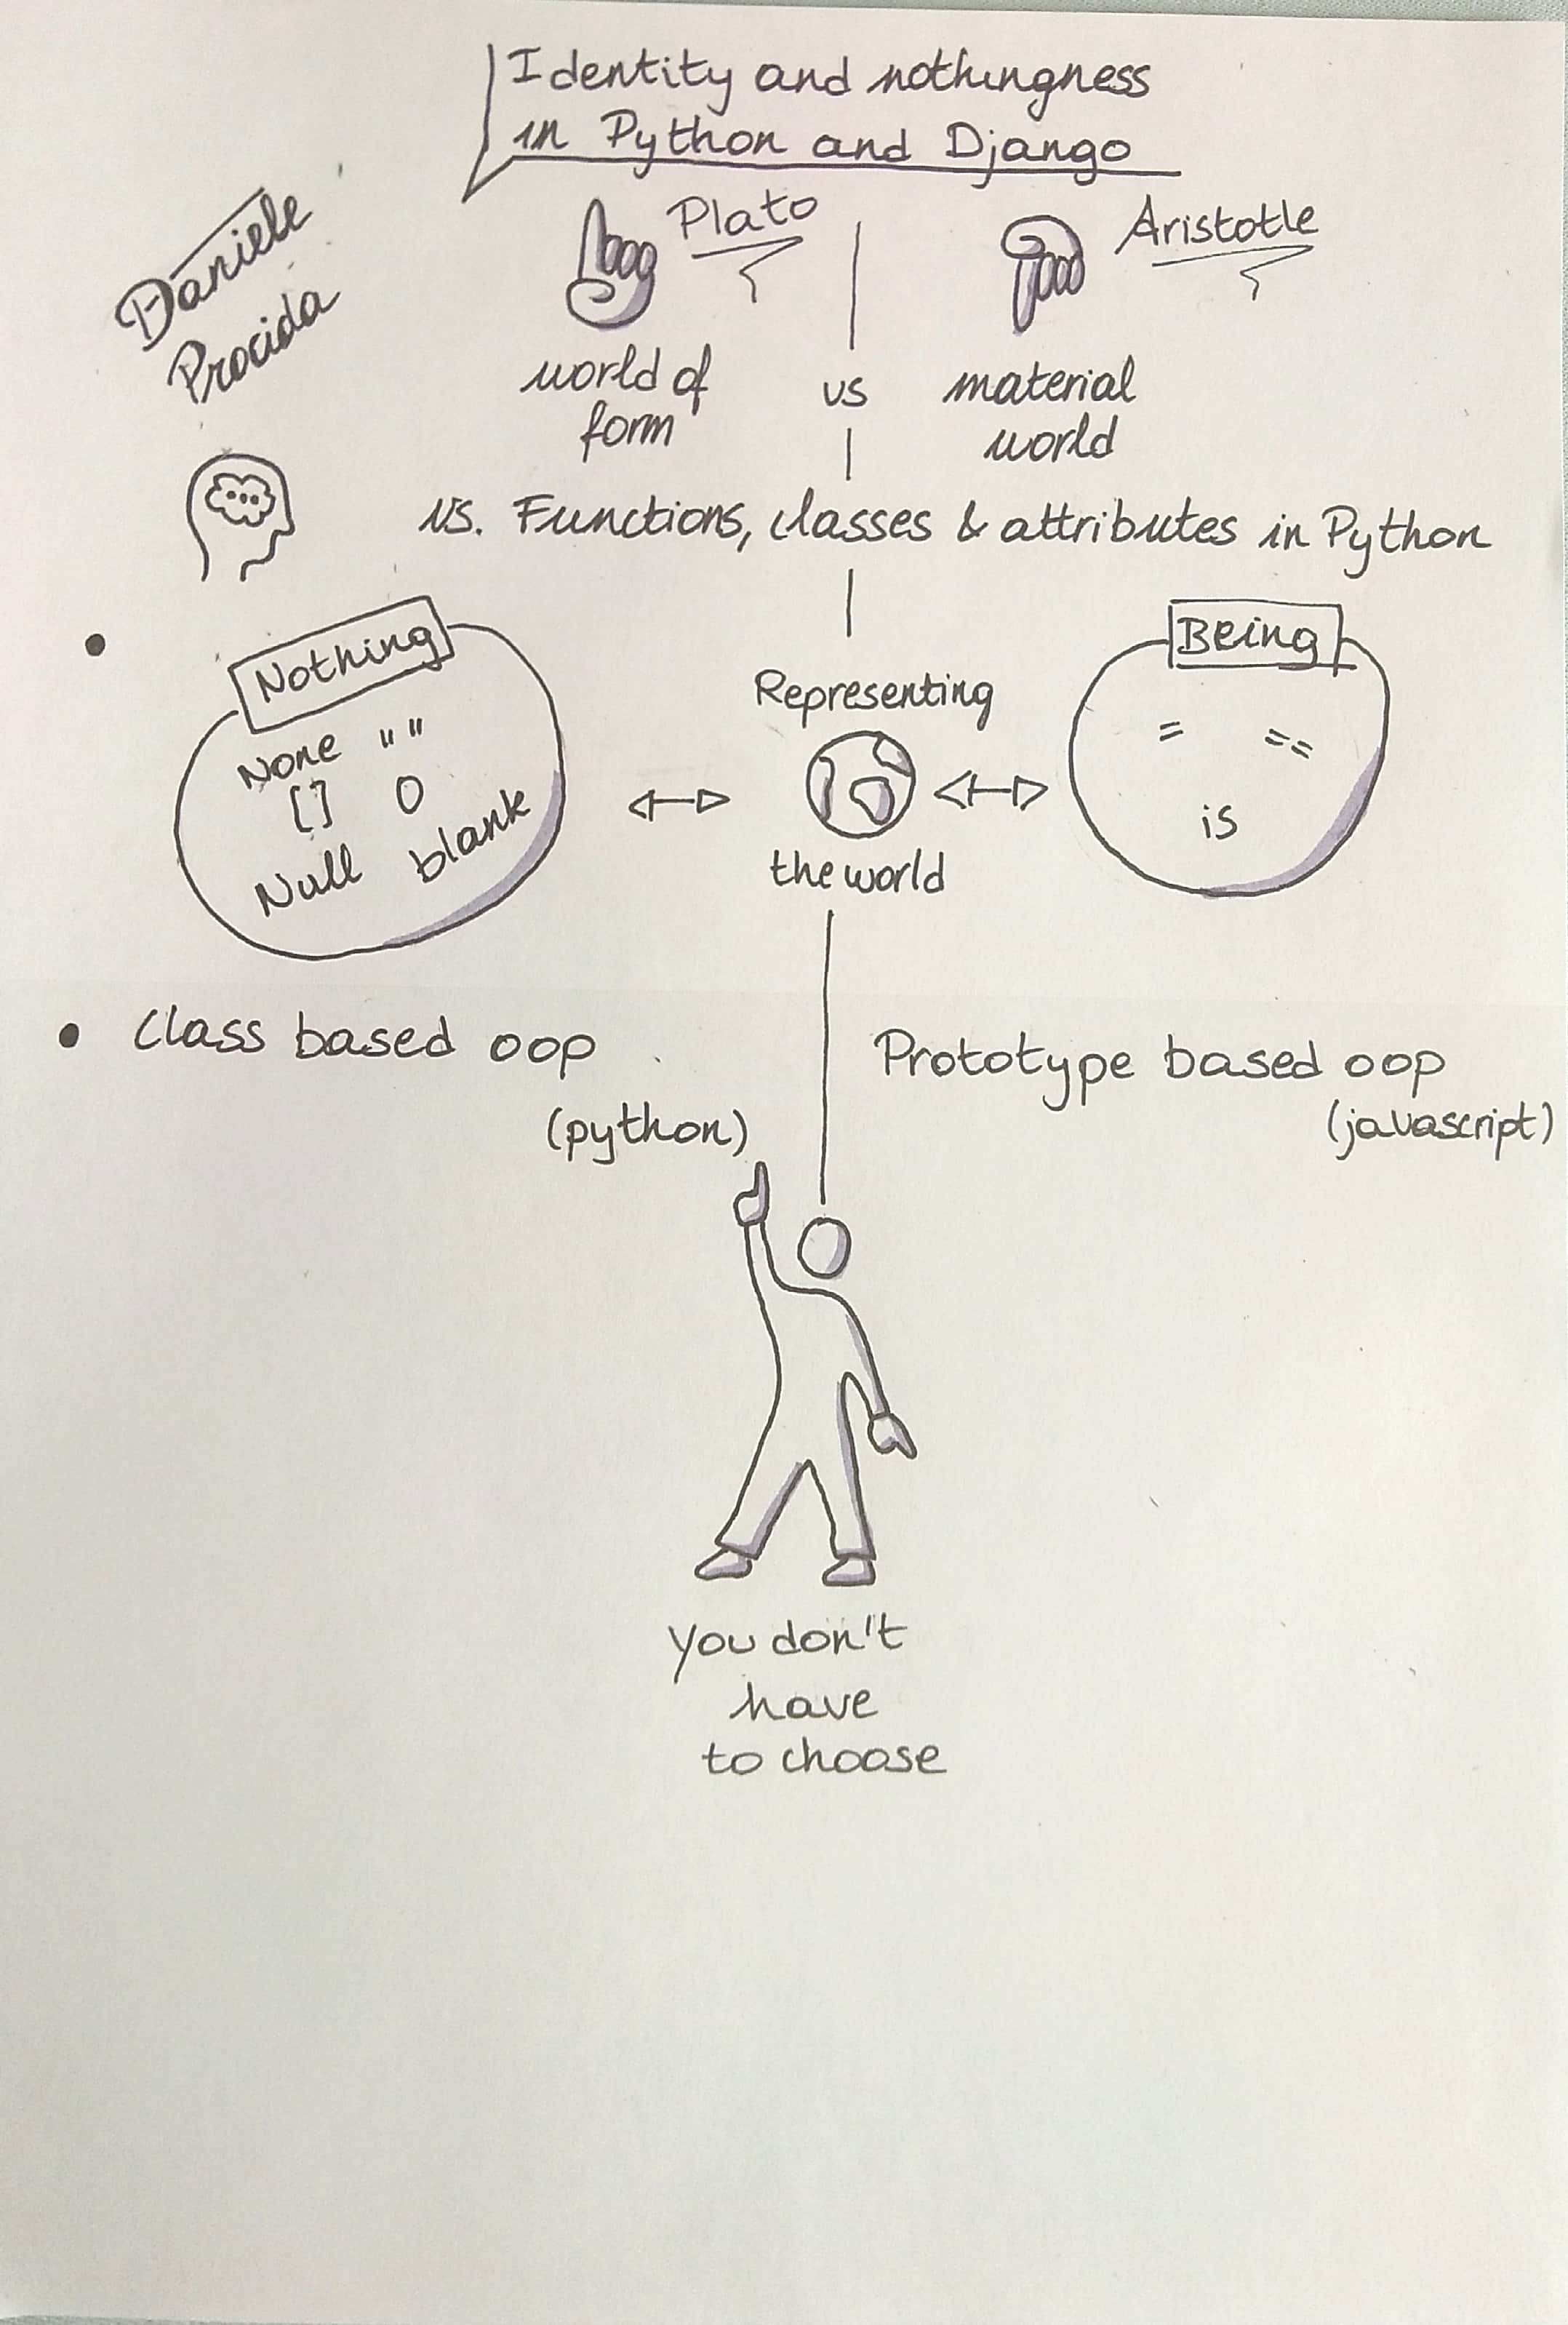 Identity and nothingness
in Python and Django
Daniele
Procida
Plato
Aristotle
world of
form
vs
material
world
vs. Functions, classes & attributes in Python
Nothing
None " "
[] 0
Null blank
Representing
the world
Being
= ==
is
• Class based oop
(python)
Prototype based oop
(javascript)
You don't
have
to choose